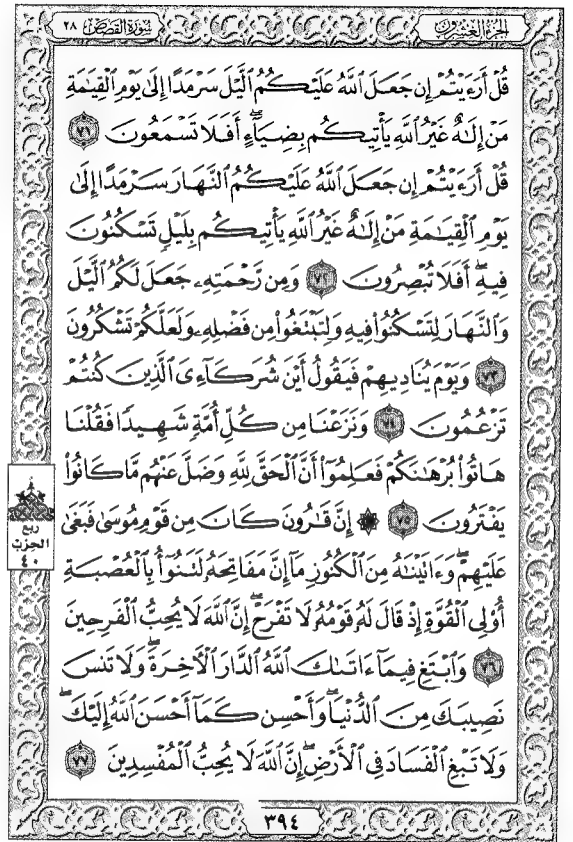 الجزء العشرون
سورة القصص ٢٨
قُلْ أَرَءَيْتُمْ إِن جَعَلَ ٱللَّهُ عَلَيْكُمُ ٱلَّيْلَ سَرْمَدًا إِلَىٰ يَوْمِ ٱلْقِيَٰمَةِ
مَنْ إِلَٰهٌ غَيْرُ ٱللَّهِ يَأْتِيكُم بِضِيَآءٍ ۖ أَفَلَا تَسْمَعُونَ ٧١
قُلْ أَرَءَيْتُمْ إِن جَعَلَ ٱللَّهُ عَلَيْكُمُ ٱلنَّهَارَ سَرْمَدًا إِلَىٰ
يَوْمِ ٱلْقِيَٰمَةِ مَنْ إِلَٰهٌ غَيْرُ ٱللَّهِ يَأْتِيكُم بِلَيْلٍ تَسْكُنُونَ
فِيهِ ۖ أَفَلَا تُبْصِرُونَ ٧٢ وَمِن رَّحْمَتِهِۦ جَعَلَ لَكُمُ ٱلَّيْلَ
وَٱلنَّهَارَ لِتَسْكُنُوا۟ فِيهِ وَلِتَبْتَغُوا۟ مِن فَضْلِهِۦ وَلَعَلَّكُمْ تَشْكُرُونَ
٧٣ وَيَوْمَ يُنَادِيهِمْ فَيَقُولُ أَيْنَ شُرَكَآءِىَ ٱلَّذِينَ كُنتُمْ
تَزْعُمُونَ ٧٤ وَنَزَعْنَا مِن كُلِّ أُمَّةٍ شَهِيدًا فَقُلْنَا
هَاتُوا۟ بُرْهَٰنَكُمْ فَعَلِمُوٓا۟ أَنَّ ٱلْحَقَّ لِلَّهِ وَضَلَّ عَنْهُم مَّا كَانُوا۟
يَفْتَرُونَ ٧٥ ۞ إِنَّ قَٰرُونَ كَانَ مِن قَوْمِ مُوسَىٰ فَبَغَىٰ
عَلَيْهِمْ ۖ وَءَاتَيْنَٰهُ مِنَ ٱلْكُنُوزِ مَآ إِنَّ مَفَاتِحَهُۥ لَتَنُوٓأُ بِٱلْعُصْبَةِ
أُو۟لِى ٱلْقُوَّةِ إِذْ قَالَ لَهُۥ قَوْمُهُۥ لَا تَفْرَحْ ۖ إِنَّ ٱللَّهَ لَا يُحِبُّ ٱلْفَرِحِينَ
٧٦ وَٱبْتَغِ فِيمَآ ءَاتَىٰكَ ٱللَّهُ ٱلدَّارَ ٱلْءَاخِرَةَ ۖ وَلَا تَنسَ
نَصِيبَكَ مِنَ ٱلدُّنْيَا ۖ وَأَحْسِن كَمَآ أَحْسَنَ ٱللَّهُ إِلَيْكَ ۖ
وَلَا تَبْغِ ٱلْفَسَادَ فِى ٱلْأَرْضِ ۖ إِنَّ ٱللَّهَ لَا يُحِبُّ ٱلْمُفْسِدِينَ ٧٧
ربع
الحزب
٤٠
٣٩٤